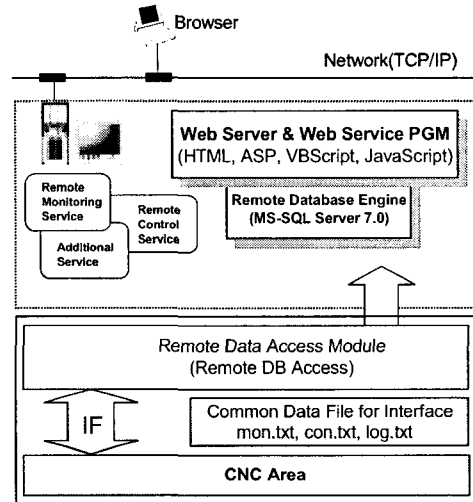 Browser
Network(TCP/IP)
Web Server & Web Service PGM
(HTML, ASP, VBScript, JavaScript)
Remote Database Engine
(MS-SQL Server 7.0)
Remote
Monitoring
Service
Remote
Control
Service
Additional
Service
Remote Data Access Module
(Remote DB Access)
IF
Common Data File for Interface
mon.txt, con.txt, log.txt
CNC Area